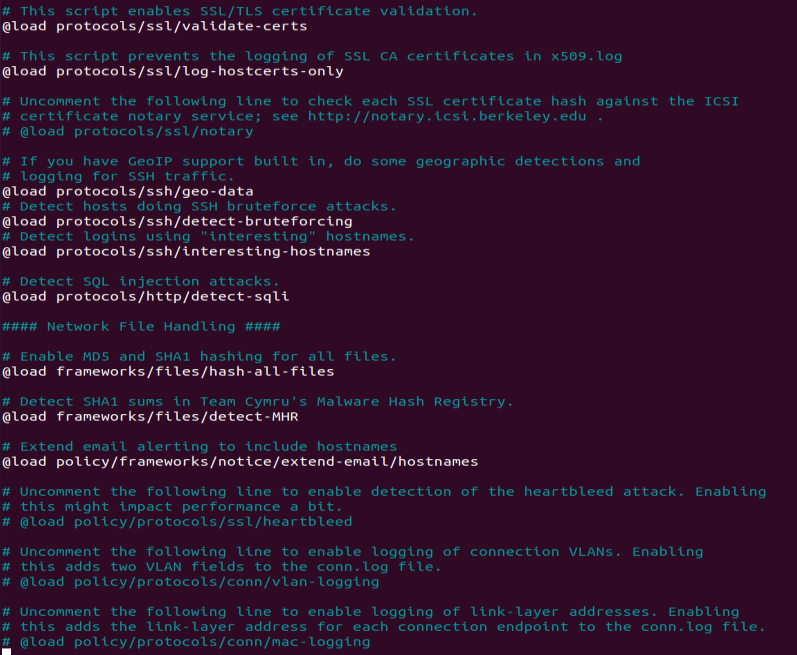 # This script enables SSL/TLS certificate validation.
@load protocols/ssl/validate-certs
# This script prevents the logging of SSL CA certificates in x509.log
@load protocols/ssl/log-hostcerts-only
# Uncomment the following line to check each SSL certificate hash against the ICSI
# certificate notary service; see http://notary.icsi.berkeley.edu .
# @load protocols/ssl/notary
# If you have GeoIP support built in, do some geographic detections and
# logging for SSH traffic.
@load protocols/ssh/geo-data
# Detect hosts doing SSH bruteforce attacks.
@load protocols/ssh/detect-bruteforcing
# Detect logins using "interesting" hostnames.
@load protocols/ssh/interesting-hostnames
# Detect SQL injection attacks.
@load protocols/http/detect-sqli
#### Network File Handling ####
# Enable MD5 and SHA1 hashing for all files.
@load frameworks/files/hash-all-files
# Detect SHA1 sums in Team Cymru's Malware Hash Registry.
@load frameworks/files/detect-MHR
# Extend email alerting to include hostnames
@load policy/frameworks/notice/extend-email/hostnames
# Uncomment the following line to enable detection of the heartbleed attack. Enabling
# this might impact performance a bit.
# @load policy/protocols/ssl/heartbleed
# Uncomment the following line to enable logging of connection VLANs. Enabling
# this adds two VLAN fields to the conn.log file.
# @load policy/protocols/conn/vlan-logging
# Uncomment the following line to enable logging of link-layer addresses. Enabling
# this adds the link-layer address for each connection endpoint to the conn.log file.
# @load policy/protocols/conn/mac-logging